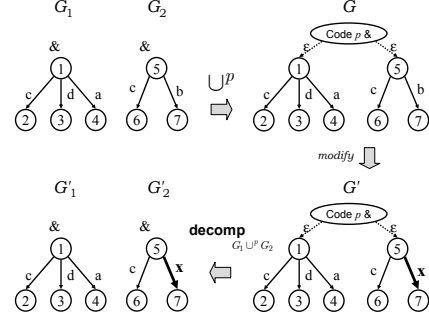 G₁ G₂ G
& & Code p &
ε ε
1 5 1 5
c d a c b c d a c b
∪ᵖ
2 3 4 6 7 2 3 4 6 7
modify
G′₁ G′₂ G′
& & Code p &
decomp
G₁ ∪ᵖ G₂
ε ε
1 5 1 5
c d a c x c d a c x
2 3 4 6 7 2 3 4 6 7